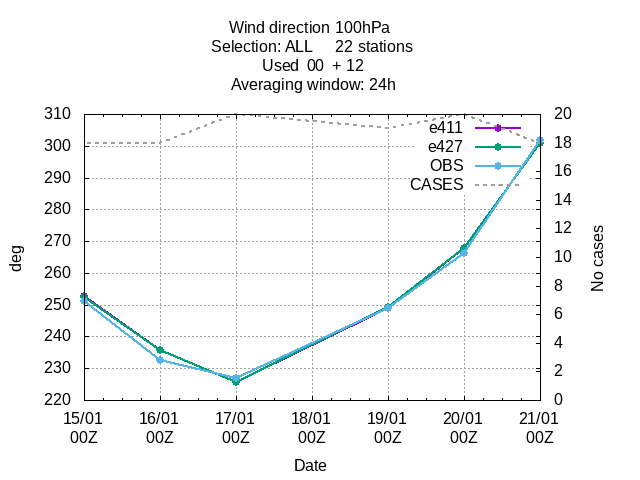 Wind direction 100hPa
Selection: ALL     22 stations
Used  00  + 12
Averaging window: 24h
310
300
290
280
270
260
250
240
230
220
deg
20
18
16
14
12
10
8
6
4
2
0
No cases
e411
e427
OBS
CASES
15/01 16/01 17/01 18/01 19/01 20/01 21/01
00Z 00Z 00Z 00Z 00Z 00Z 00Z
Date